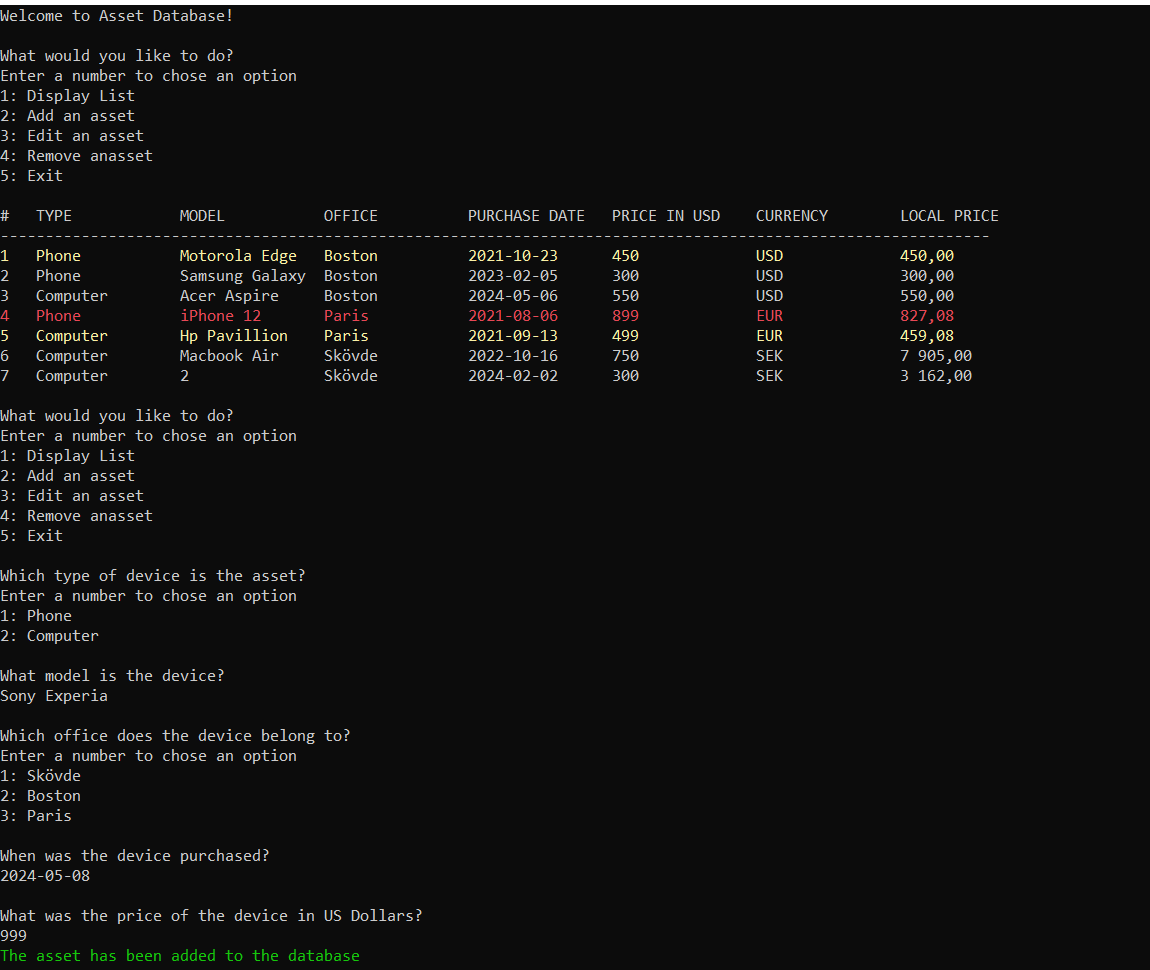 Welcome to Asset Database!
What would you like to do?
Enter a number to chose an option
1: Display List
2: Add an asset
3: Edit an asset
4: Remove anasset
5: Exit
#   TYPE            MODEL           OFFICE          PURCHASE DATE   PRICE IN USD    CURRENCY        LOCAL PRICE
--------------------------------------------------------------------------------------------------------------
1   Phone           Motorola Edge   Boston          2021-10-23      450             USD             450,00
2   Phone           Samsung Galaxy  Boston          2023-02-05      300             USD             300,00
3   Computer        Acer Aspire     Boston          2024-05-06      550             USD             550,00
4   Phone           iPhone 12       Paris           2021-08-06      899             EUR             827,08
5   Computer        Hp Pavillion    Paris           2021-09-13      499             EUR             459,08
6   Computer        Macbook Air     Skövde          2022-10-16      750             SEK             7 905,00
7   Computer        2               Skövde          2024-02-02      300             SEK             3 162,00
What would you like to do?
Enter a number to chose an option
1: Display List
2: Add an asset
3: Edit an asset
4: Remove anasset
5: Exit
Which type of device is the asset?
Enter a number to chose an option
1: Phone
2: Computer
What model is the device?
Sony Experia
Which office does the device belong to?
Enter a number to chose an option
1: Skövde
2: Boston
3: Paris
When was the device purchased?
2024-05-08
What was the price of the device in US Dollars?
999
The asset has been added to the database